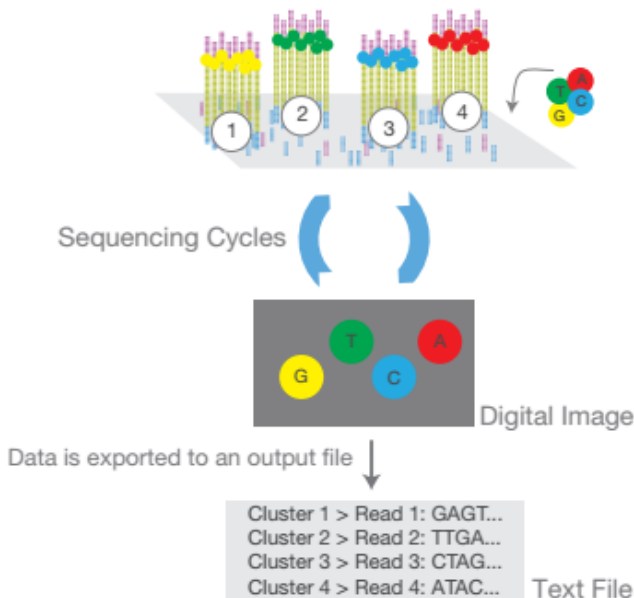 A
T
C
G
1
2
3
4
Sequencing Cycles
T
A
G
C
Digital Image
Data is exported to an output file
Cluster 1 > Read 1: GAGT...
Cluster 2 > Read 2: TTGA...
Cluster 3 > Read 3: CTAG...
Cluster 4 > Read 4: ATAC...
Text File